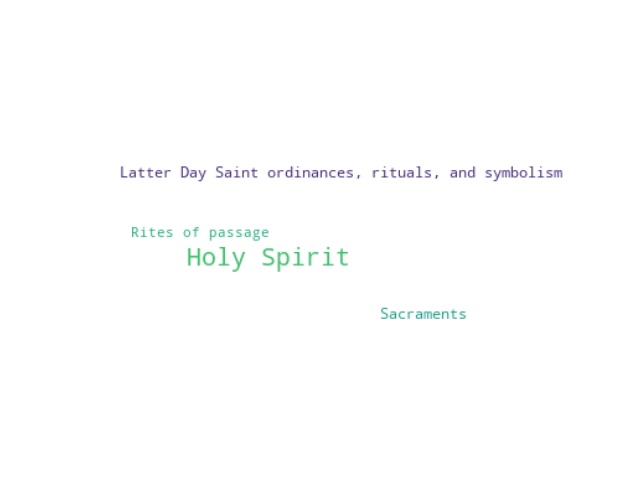 Latter Day Saint ordinances, rituals, and symbolism
Rites of passage
Holy Spirit
Sacraments